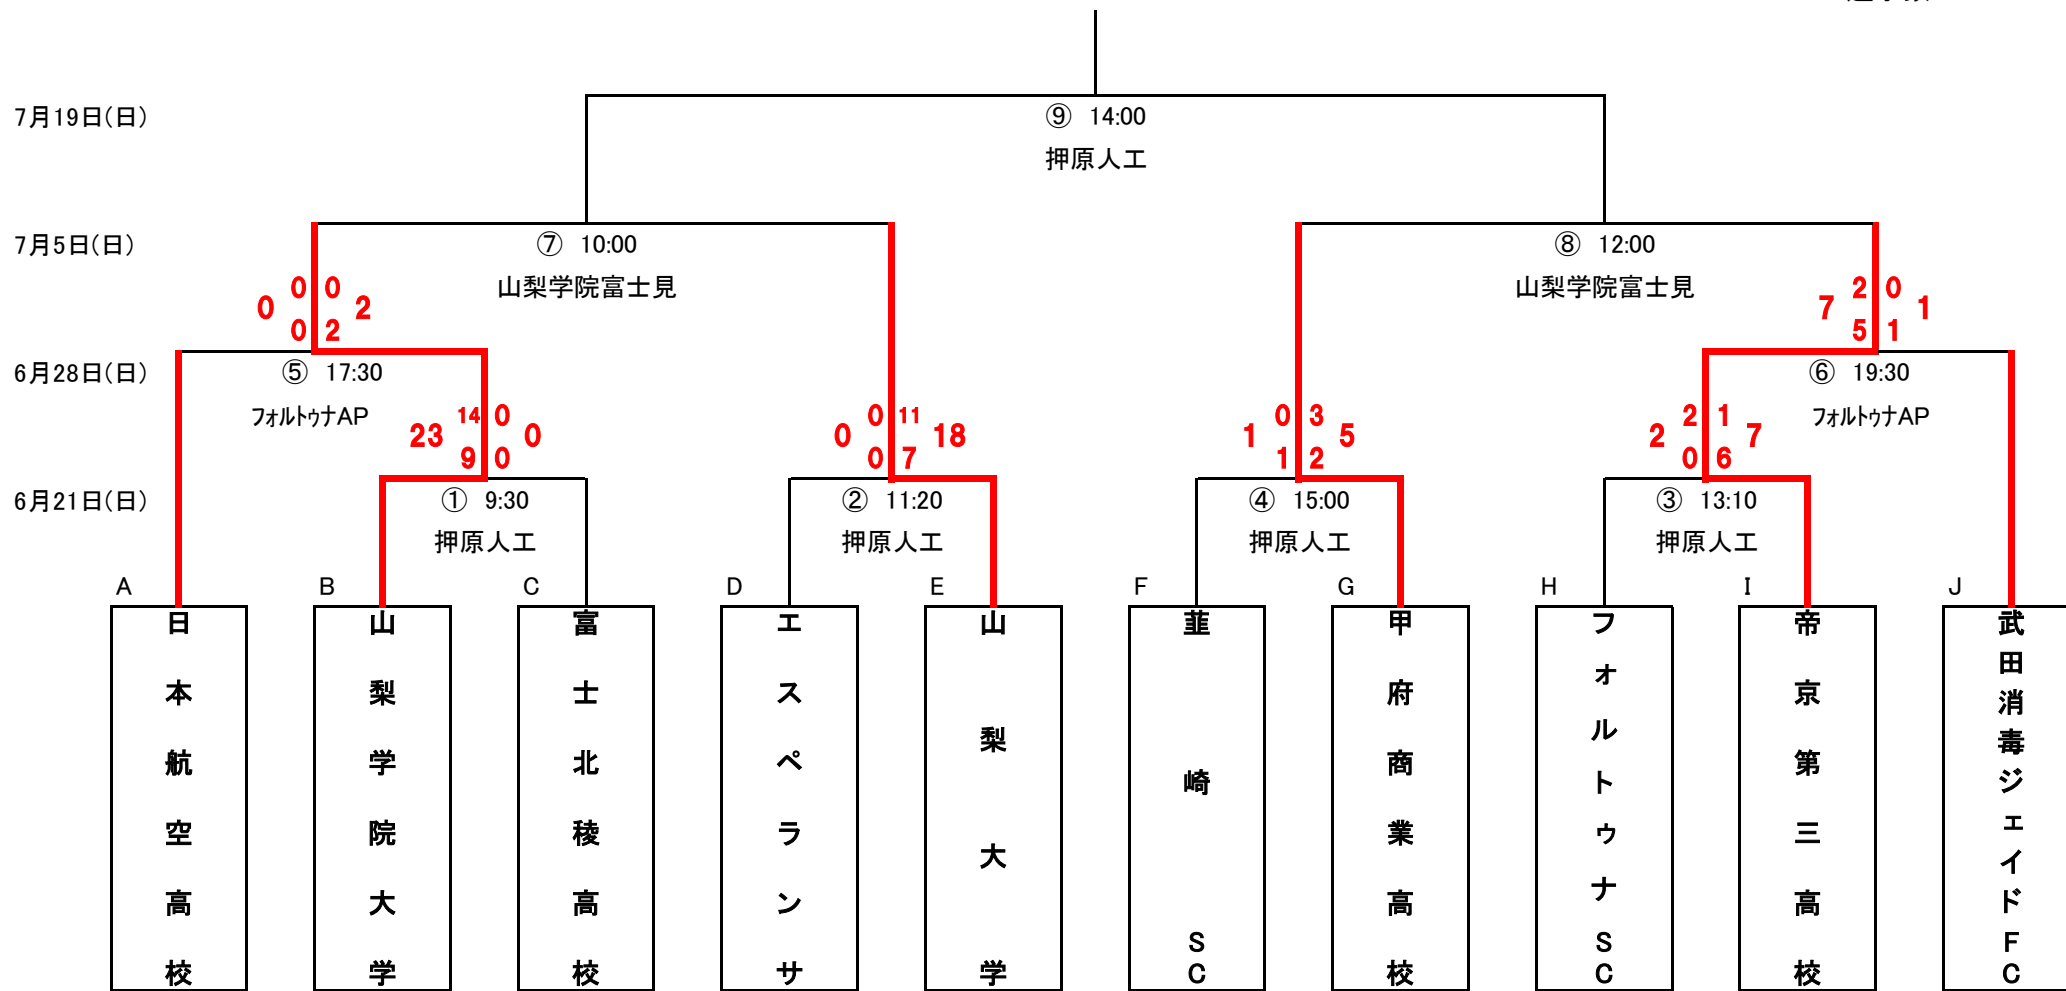 7月19日(日)
⑨ 14:00
押原人工
7月5日(日)
⑦ 10:00
⑧ 12:00
山梨学院富士見
山梨学院富士見
0 0
0 2
0 2
2 0
7 1
5 1
6月28日(日)
⑤ 17:30
⑥ 19:30
フォルトゥナAP
フォルトゥナAP
14 0
23 0
9 0
0 11
0 18
0 7
0 3
1 5
1 2
2 1
2 7
0 6
6月21日(日)
① 9:30
② 11:20
④ 15:00
③ 13:10
押原人工
押原人工
押原人工
押原人工
A
B
C
D
E
F
G
H
I
J
日本航空高校
山梨学院大学
富士北稜高校
エスペランサ
山梨大学
韮崎SC
甲府商業高校
フォルトゥナSC
帝京第三高校
武田消毒ジェイドFC